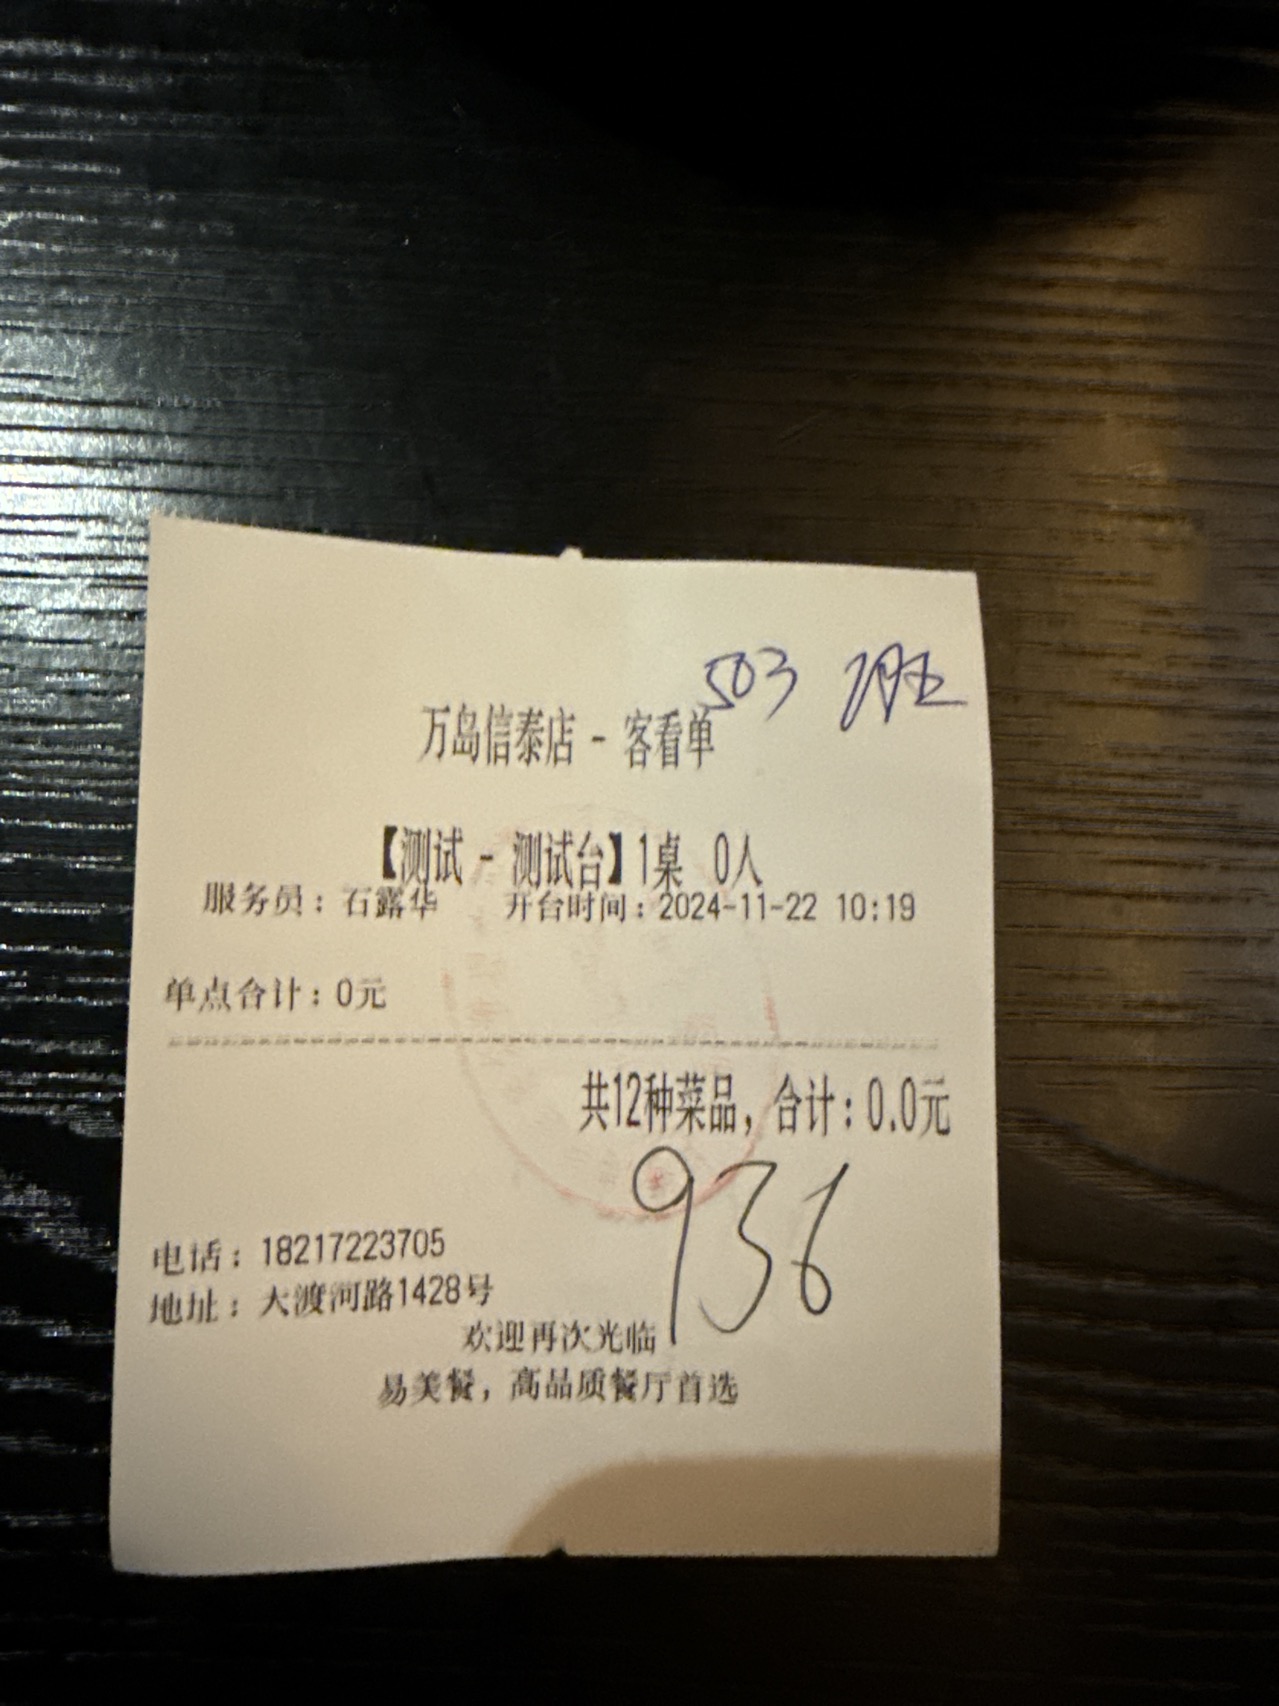 503
万岛信泰店 - 客看单
【测试 - 测试台】1桌 0人
服务员：石露华 开台时间：2024-11-22 10:19
单点合计：0元
共12种菜品，合计：0.0元
936
电话：18217223705
地址：大渡河路1428号
欢迎再次光临
易美餐，高品质餐厅首选